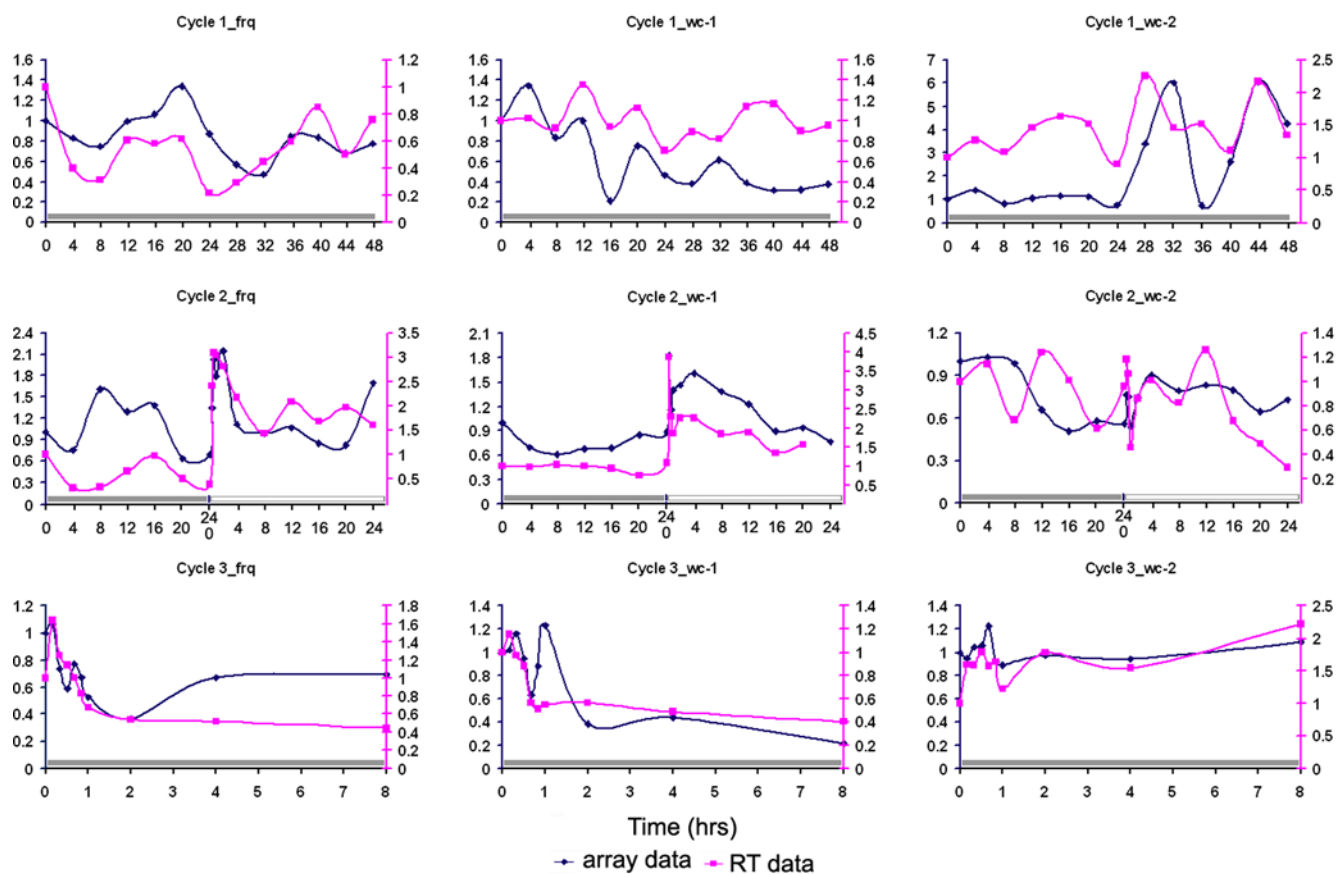 Cycle 1_frq
1.6 1.4 1.2 1 0.8 0.6 0.4 0.2 0
1.2 1 0.8 0.6 0.4 0.2 0
0 4 8 12 16 20 24 28 32 36 40 44 48
Cycle 1_wc-1
1.6 1.4 1.2 1 0.8 0.6 0.4 0.2 0
1.6 1.4 1.2 1 0.8 0.6 0.4 0.2 0
0 4 8 12 16 20 24 28 32 36 40 44 48
Cycle 1_wc-2
7 6 5 4 3 2 1 0
2.5 2 1.5 1 0.5 0
0 4 8 12 16 20 24 28 32 36 40 44 48
Cycle 2_frq
2.4 2.1 1.8 1.5 1.2 0.9 0.6 0.3 0
3.5 3 2.5 2 1.5 1 0.5
0 4 8 12 16 20 24 4 8 12 16 20 24
0
Cycle 2_wc-1
2.1 1.8 1.5 1.2 0.9 0.6 0.3 0
4.5 4 3.5 3 2.5 2 1.5 1 0.5
0 4 8 12 16 20 24 4 8 12 16 20 24
0
Cycle 2_wc-2
1.2 0.9 0.6 0.3 0
1.4 1.2 1 0.8 0.6 0.4 0.2
0 4 8 12 16 20 24 4 8 12 16 20 24
0
Cycle 3_frq
1.2 1 0.8 0.6 0.4 0.2 0
1.8 1.6 1.4 1.2 1 0.8 0.6 0.4 0.2 0
0 1 2 3 4 5 6 7 8
Cycle 3_wc-1
1.4 1.2 1 0.8 0.6 0.4 0.2 0
1.4 1.2 1 0.8 0.6 0.4 0.2 0
0 1 2 3 4 5 6 7 8
Cycle 3_wc-2
1.4 1.2 1 0.8 0.6 0.4 0.2 0
2.5 2 1.5 1 0.5 0
0 1 2 3 4 5 6 7 8
Time (hrs)
array data RT data